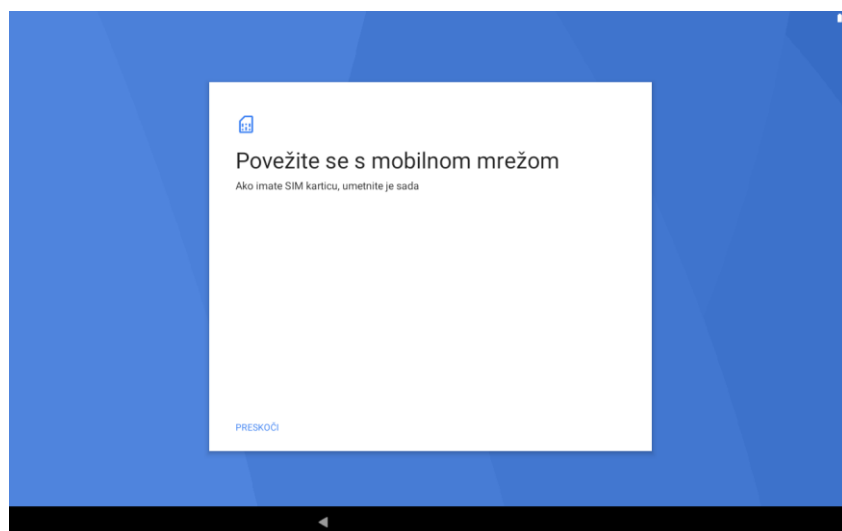 Povežite se s mobilnom mrežom
Ako imate SIM karticu, umetnite je sada
PRESKOČI